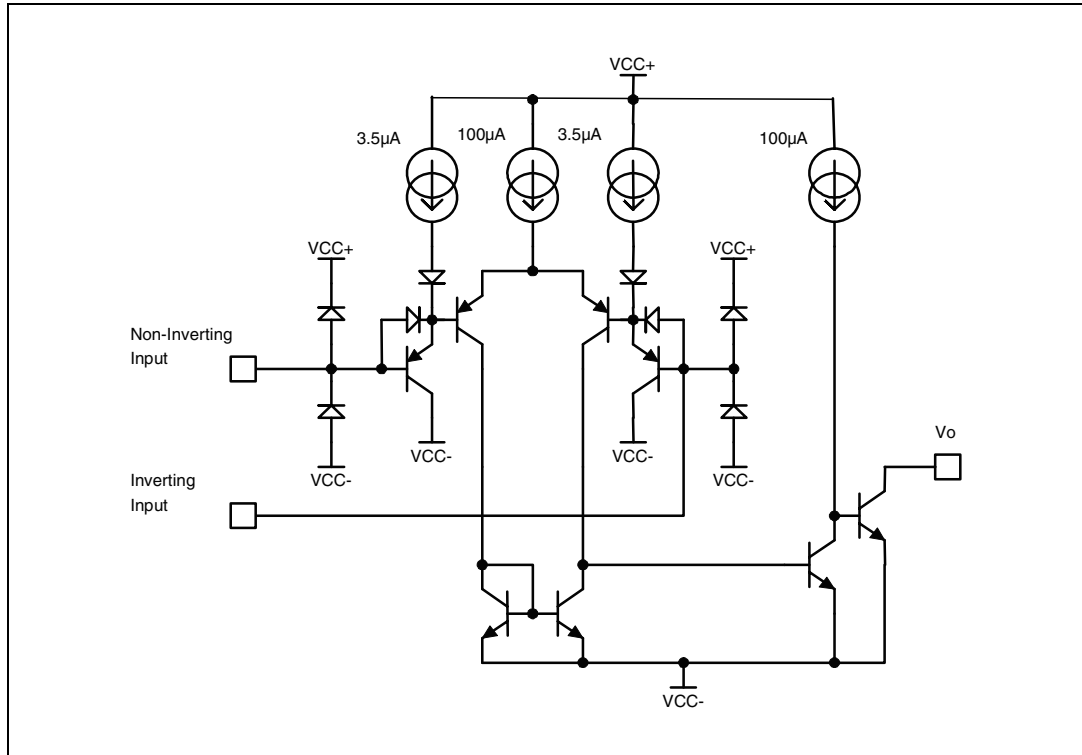 VCC+
3.5µA
100µA
3.5µA
100µA
VCC+
VCC+
Non-Inverting
Input
VCC-
VCC-
Vo
VCC-
VCC-
Inverting
Input
VCC-